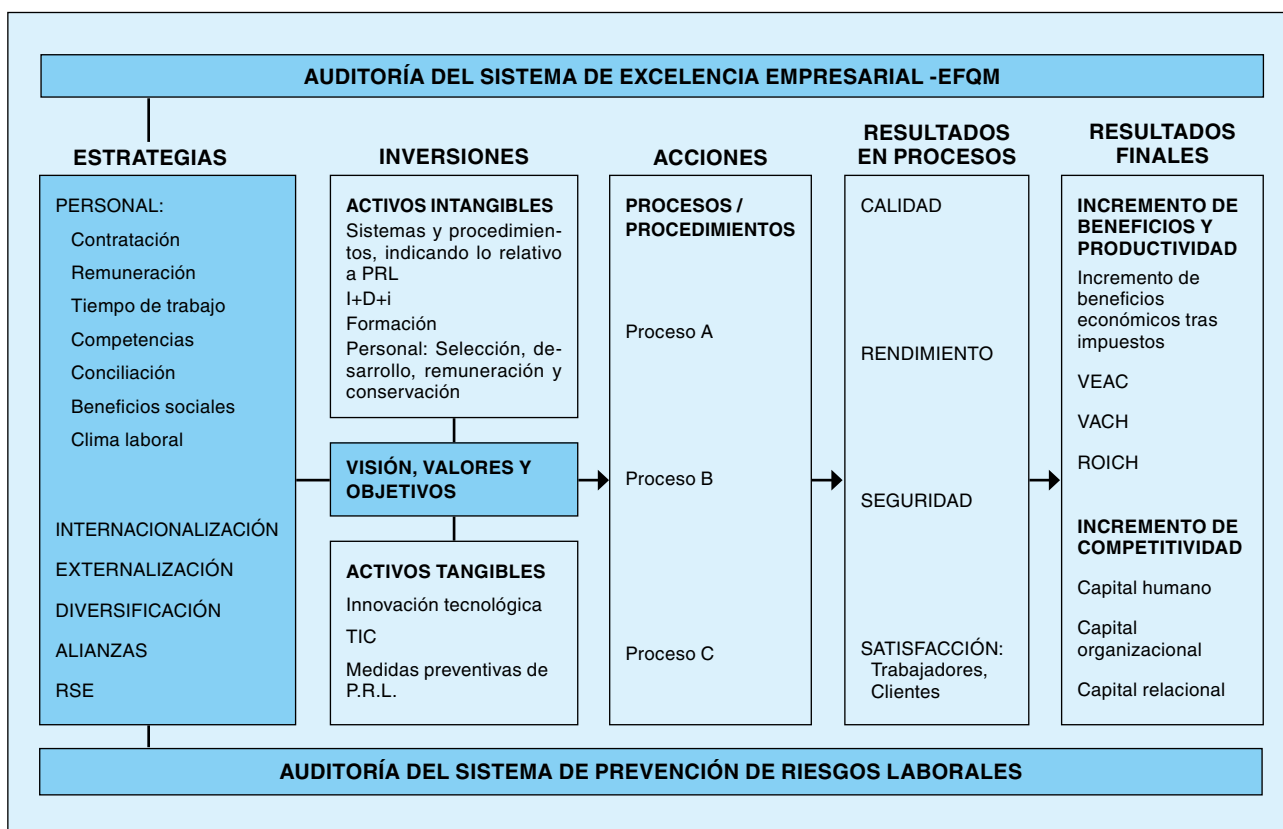 AUDITORÍA DEL SISTEMA DE EXCELENCIA EMPRESARIAL -EFQM
ESTRATEGIAS
PERSONAL:
Contratación
Remuneración
Tiempo de trabajo
Competencias
Conciliación
Beneficios sociales
Clima laboral
INTERNACIONALIZACIÓN
EXTERNALIZACIÓN
DIVERSIFICACIÓN
ALIANZAS
RSE
INVERSIONES
ACTIVOS INTANGIBLES
Sistemas y procedimien-
tos, indicando lo relativo
a PRL
I+D+i
Formación
Personal: Selección, de-
sarrollo, remuneración y
conservación
VISIÓN, VALORES Y
OBJETIVOS
ACTIVOS TANGIBLES
Innovación tecnológica
TIC
Medidas preventivas de
P.R.L.
ACCIONES
PROCESOS /
PROCEDIMIENTOS
Proceso A
Proceso B
Proceso C
RESULTADOS
EN PROCESOS
CALIDAD
RENDIMIENTO
SEGURIDAD
SATISFACCIÓN:
Trabajadores,
Clientes
RESULTADOS
FINALES
INCREMENTO DE
BENEFICIOS Y
PRODUCTIVIDAD
Incremento de
beneficios
económicos tras
impuestos
VEAC
VACH
ROICH
INCREMENTO DE
COMPETITIVIDAD
Capital humano
Capital
organizacional
Capital relacional
AUDITORÍA DEL SISTEMA DE PREVENCIÓN DE RIESGOS LABORALES